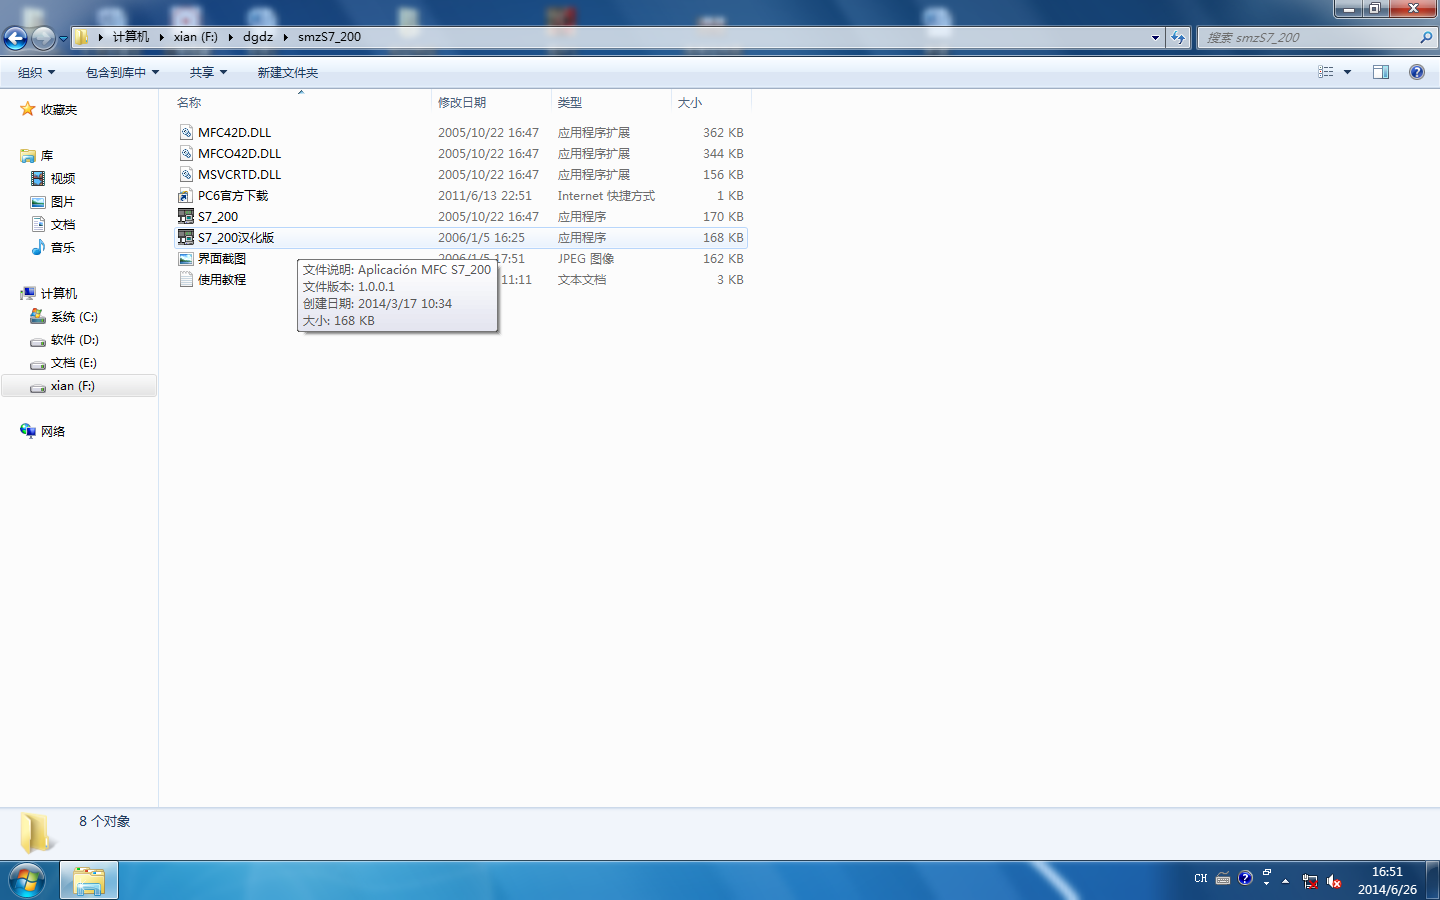 计算机 xian (F:) dgdz smzS7_200
搜索 smzS7_200
组织 包含到库中 共享 新建文件夹
收藏夹
库
视频
图片
文档
音乐
计算机
系统 (C:)
软件 (D:)
文档 (E:)
xian (F:)
网络
名称 修改日期 类型 大小
MFC42D.DLL 2005/10/22 16:47 应用程序扩展 362 KB
MFCO42D.DLL 2005/10/22 16:47 应用程序扩展 344 KB
MSVCRTD.DLL 2005/10/22 16:47 应用程序扩展 156 KB
PC6官方下载 2011/6/13 22:51 Internet 快捷方式 1 KB
S7_200 2005/10/22 16:47 应用程序 170 KB
S7_200汉化版 2006/1/5 16:25 应用程序 168 KB
界面截图 2006/1/5 17:51 JPEG 图像 162 KB
使用教程 11:11 文本文档 3 KB
文件说明: Aplicación MFC S7_200
文件版本: 1.0.0.1
创建日期: 2014/3/17 10:34
大小: 168 KB
8 个对象
CH
16:51
2014/6/26